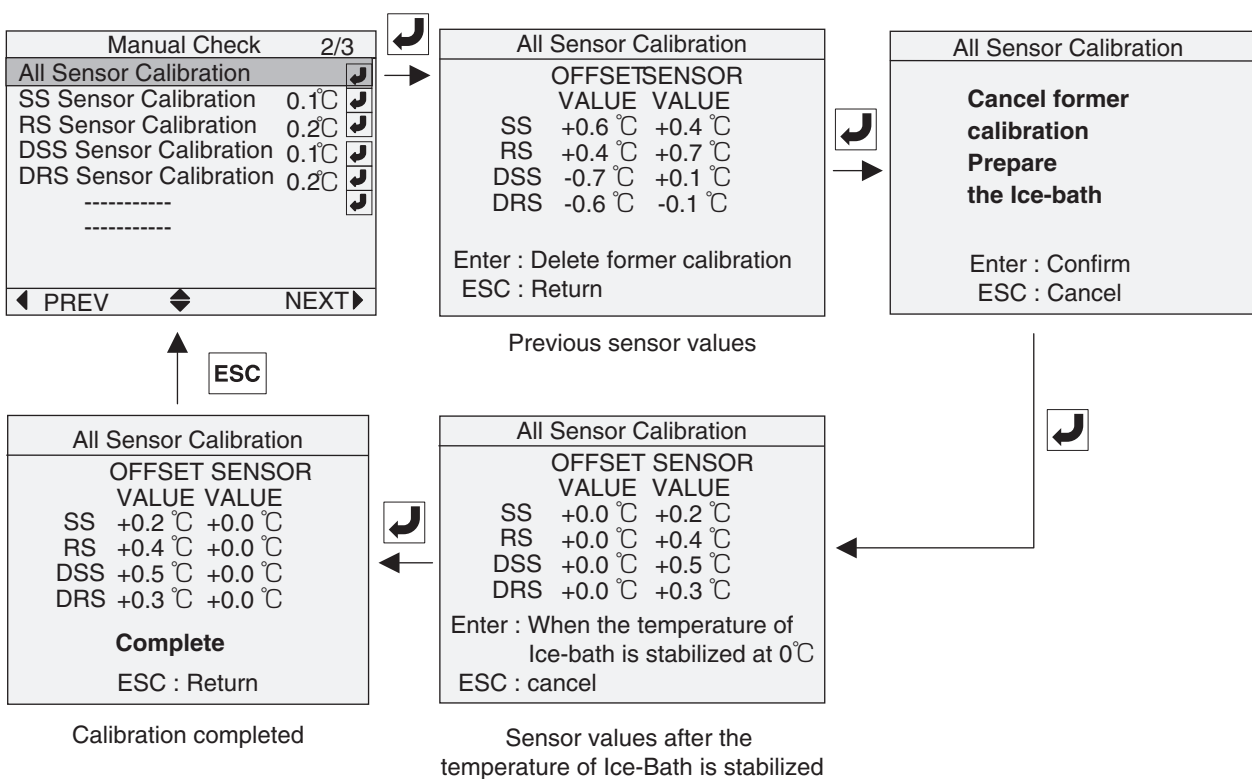 Manual Check 2/3
All Sensor Calibration
SS Sensor Calibration 0.1℃
RS Sensor Calibration 0.2℃
DSS Sensor Calibration 0.1℃
DRS Sensor Calibration 0.2℃
-----------
-----------
PREV NEXT
All Sensor Calibration
OFFSET SENSOR
VALUE VALUE
SS +0.6 ℃ +0.4 ℃
RS +0.4 ℃ +0.7 ℃
DSS -0.7 ℃ +0.1 ℃
DRS -0.6 ℃ -0.1 ℃
Enter : Delete former calibration
ESC : Return
Previous sensor values
All Sensor Calibration
Cancel former
calibration
Prepare
the Ice-bath
Enter : Confirm
ESC : Cancel
All Sensor Calibration
OFFSET SENSOR
VALUE VALUE
SS +0.0 ℃ +0.2 ℃
RS +0.0 ℃ +0.4 ℃
DSS +0.0 ℃ +0.5 ℃
DRS +0.0 ℃ +0.3 ℃
Enter : When the temperature of
Ice-bath is stabilized at 0℃
ESC : cancel
Sensor values after the
temperature of Ice-Bath is stabilized
All Sensor Calibration
OFFSET SENSOR
VALUE VALUE
SS +0.2 ℃ +0.0 ℃
RS +0.4 ℃ +0.0 ℃
DSS +0.5 ℃ +0.0 ℃
DRS +0.3 ℃ +0.0 ℃
Complete
ESC : Return
Calibration completed
ESC